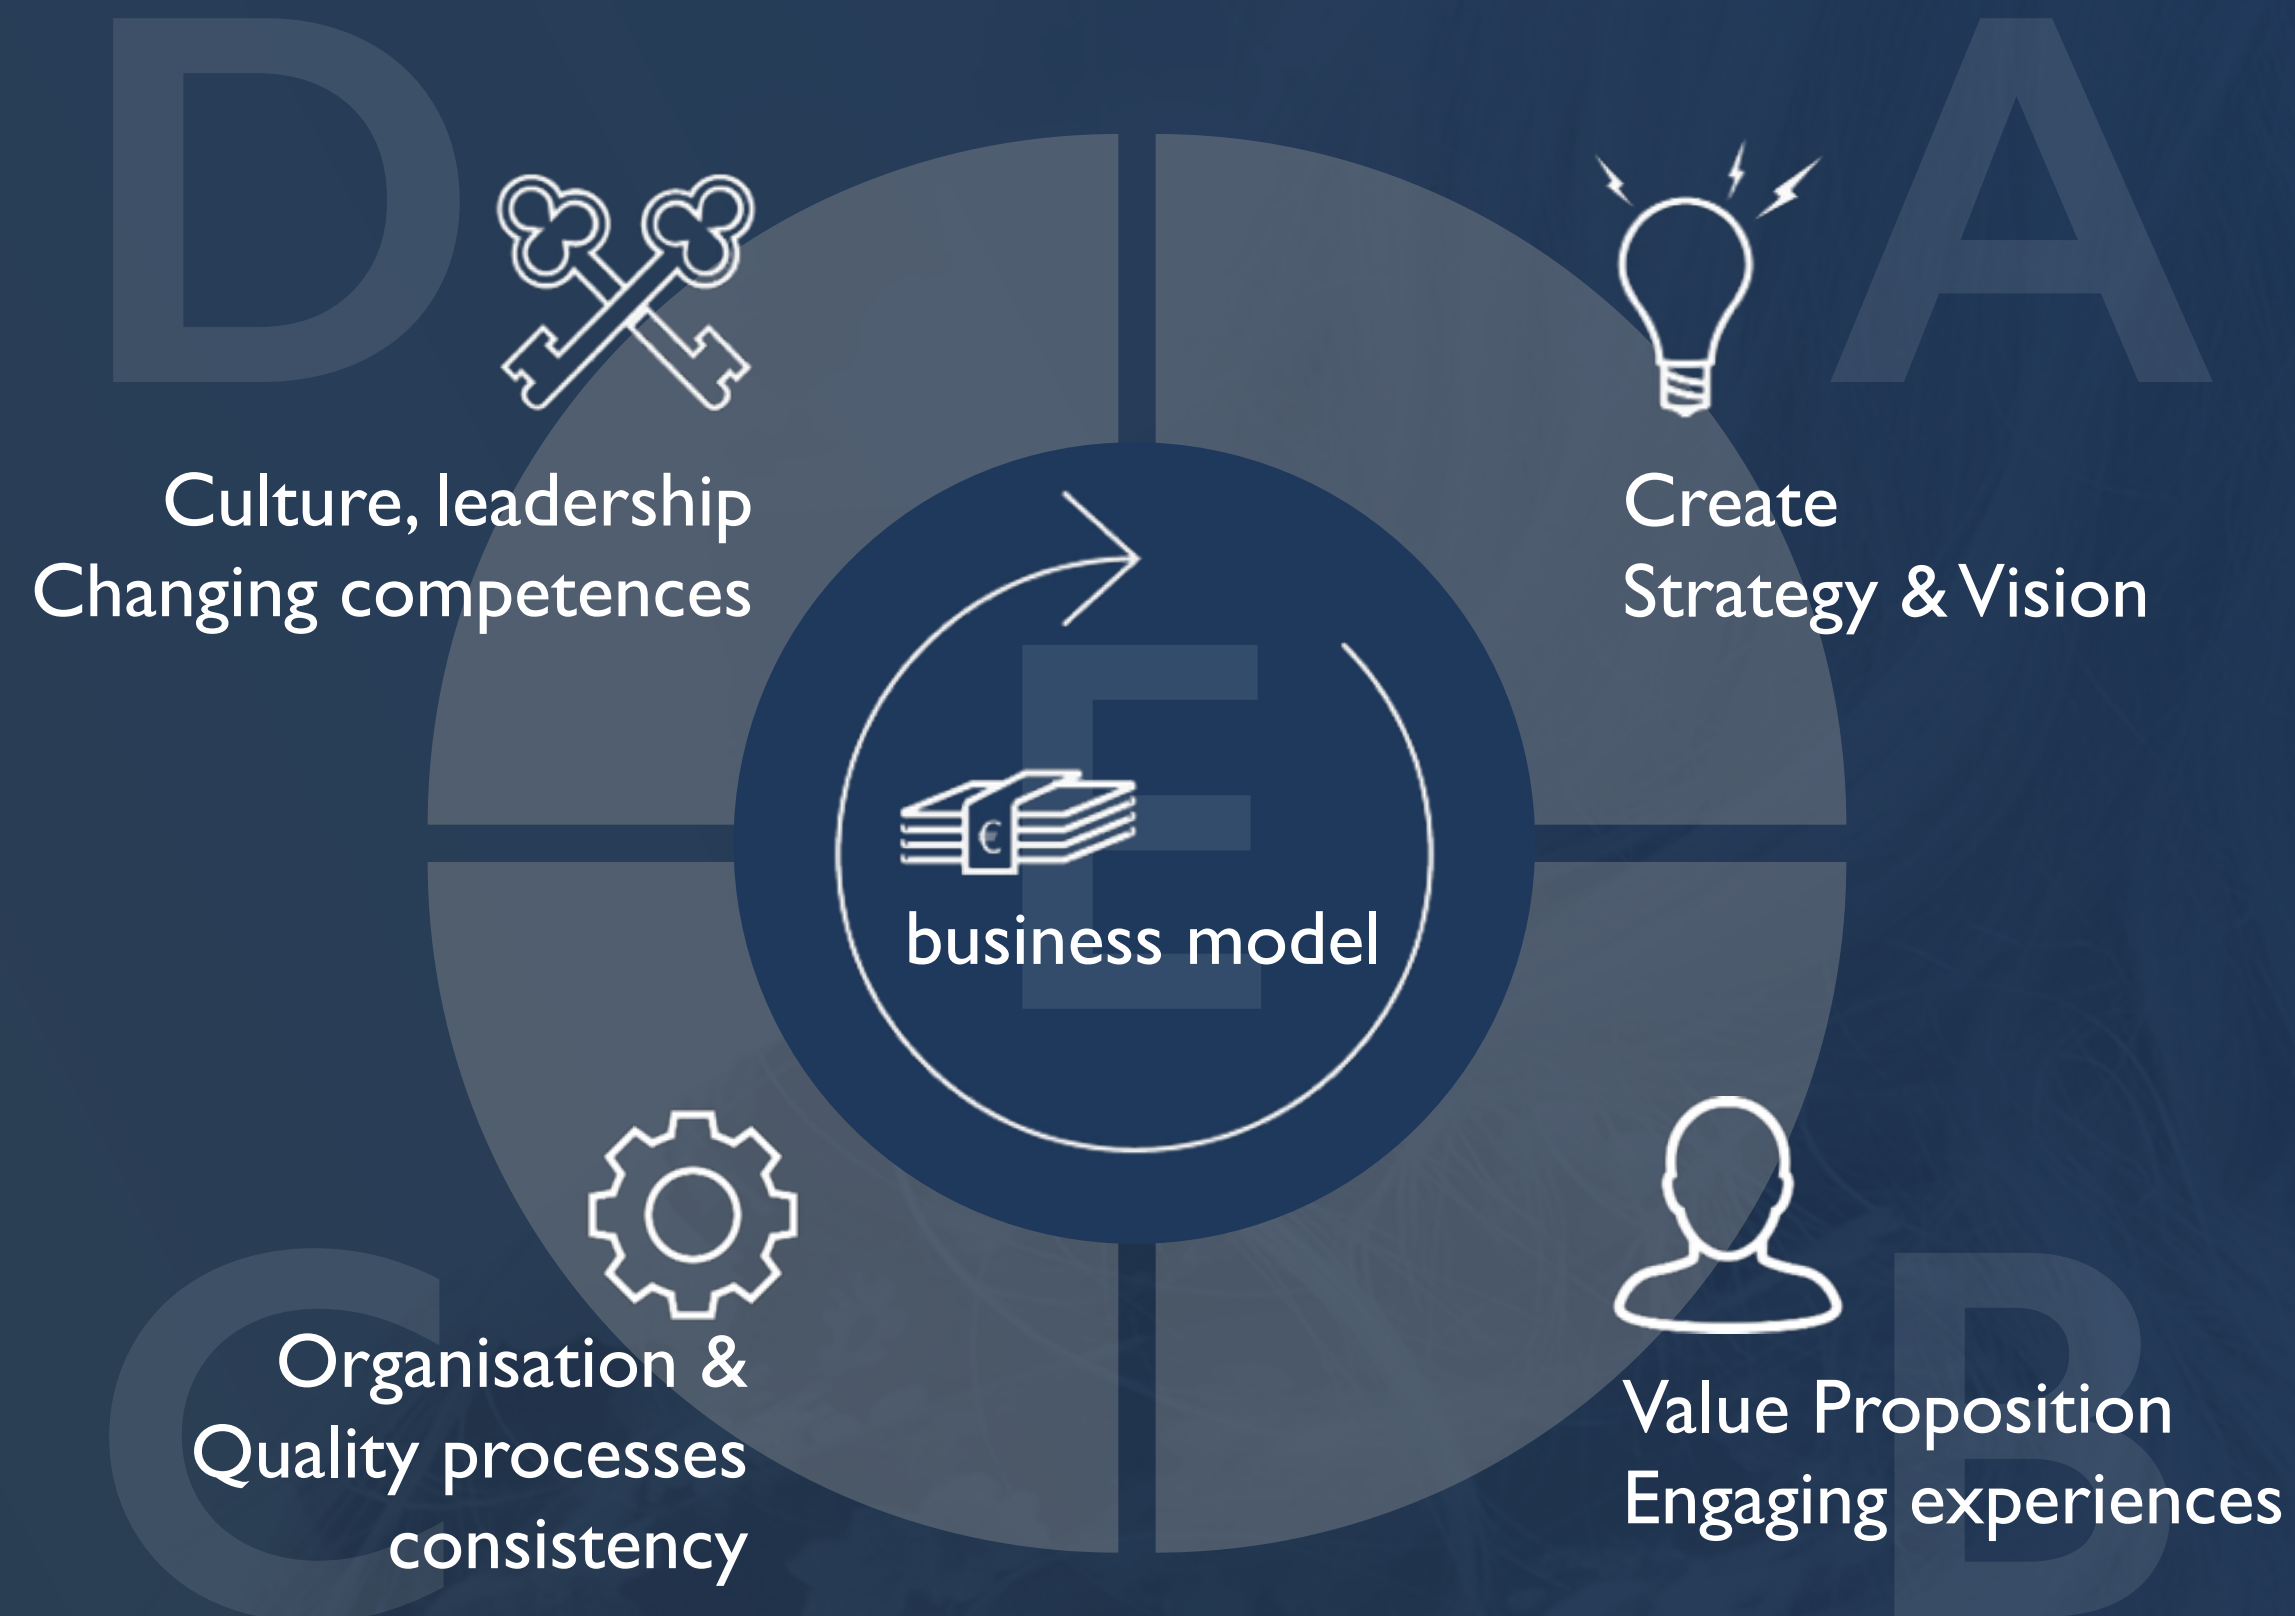 D
A
Culture, leadership
Changing competences
Create
Strategy & Vision
E
€
business model
C
Organisation &
Quality processes
consistency
B
Value Proposition
Engaging experiences